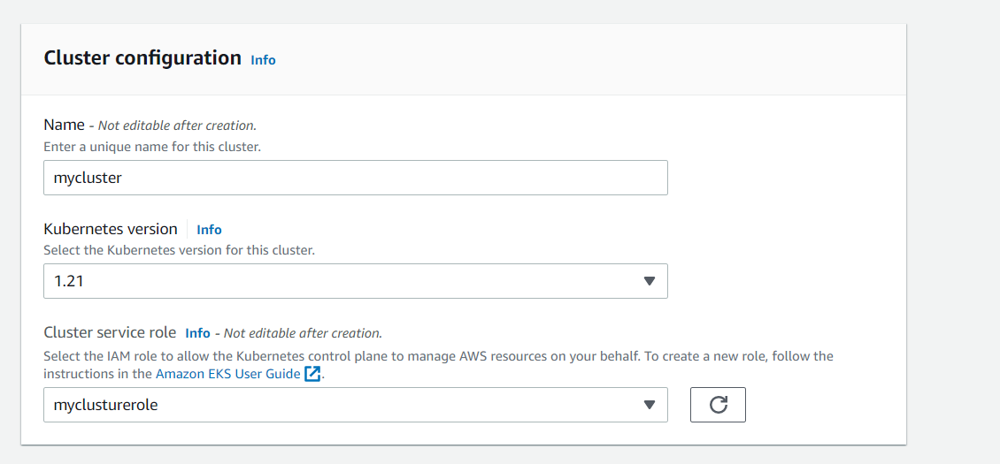 Cluster configuration Info
Name - Not editable after creation.
Enter a unique name for this cluster.
mycluster
Kubernetes version Info
Select the Kubernetes version for this cluster.
1.21
Cluster service role Info - Not editable after creation.
Select the IAM role to allow the Kubernetes control plane to manage AWS resources on your behalf. To create a new role, follow the
instructions in the Amazon EKS User Guide.
myclusturerole